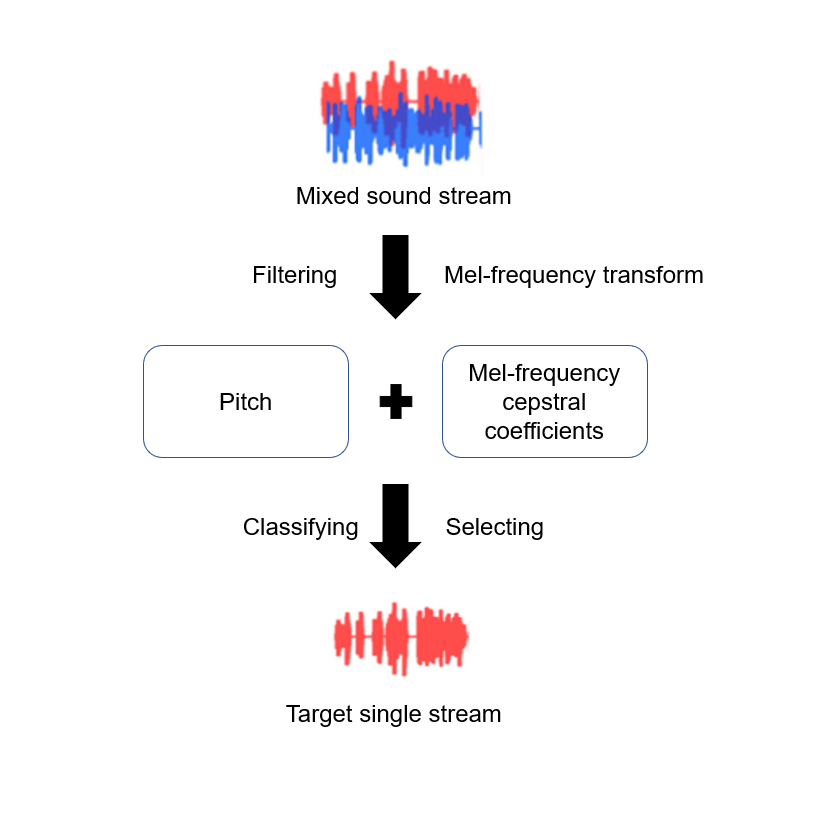 Mixed sound stream
Filtering
Mel-frequency transform
Pitch
Mel-frequency
cepstral
coefficients
Classifying
Selecting
Target single stream